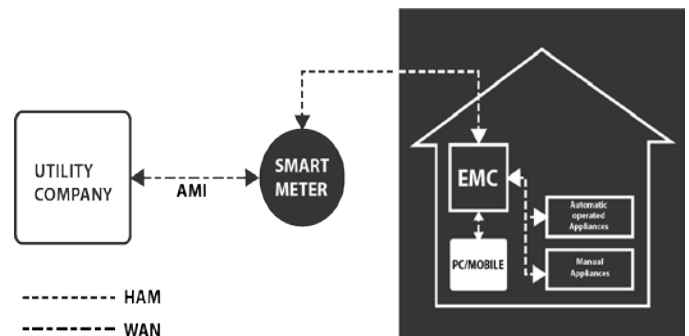 UTILITY
COMPANY
AMI
SMART
METER
EMC
PC/MOBILE
Automatic
operated
Appliances
Manual
Appliances
HAM
WAN